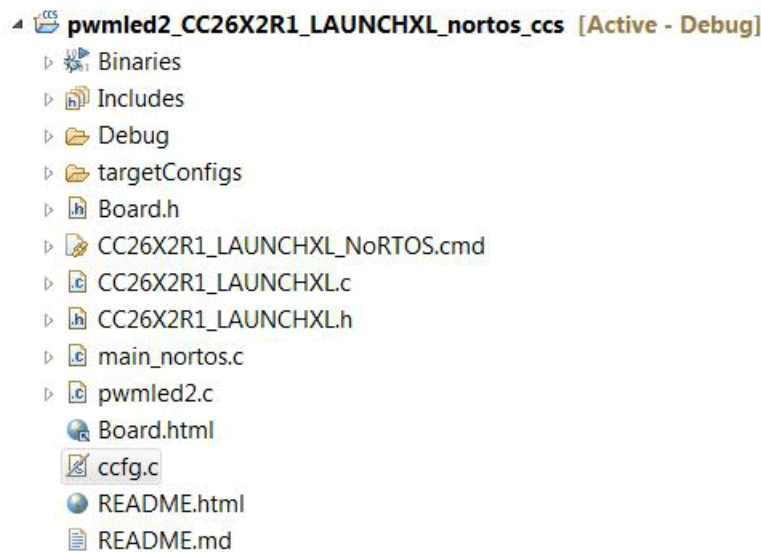 pwmled2_CC26X2R1_LAUNCHXL_nortos_ccs [Active - Debug]
Binaries
Includes
Debug
targetConfigs
Board.h
CC26X2R1_LAUNCHXL_NoRTOS.cmd
CC26X2R1_LAUNCHXL.c
CC26X2R1_LAUNCHXL.h
main_nortos.c
pwmled2.c
Board.html
ccfg.c
README.html
README.md